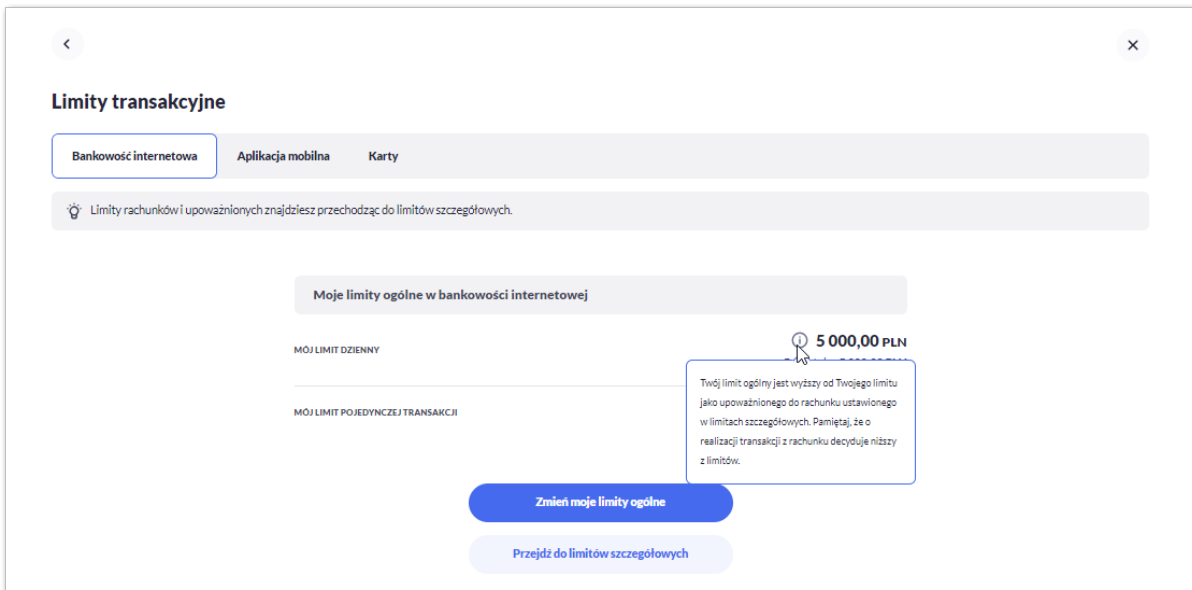 Limity transakcyjne
Bankowość internetowa Aplikacja mobilna Karty
Limity rachunków i upoważnionych znajdziesz przechodząc do limitów szczegółowych.
Moje limity ogólne w bankowości internetowej
MÓJ LIMIT DZIENNY
5 000,00 PLN
Twój limit ogólny jest wyższy od Twojego limitu
jako upoważnionego do rachunku ustawionego
w limitach szczegółowych. Pamiętaj, że o
realizacji transakcji z rachunku decyduje niższy
z limitów.
MÓJ LIMIT POJEDYNCZEJ TRANSAKCJI
Zmień moje limity ogólne
Przejdź do limitów szczegółowych